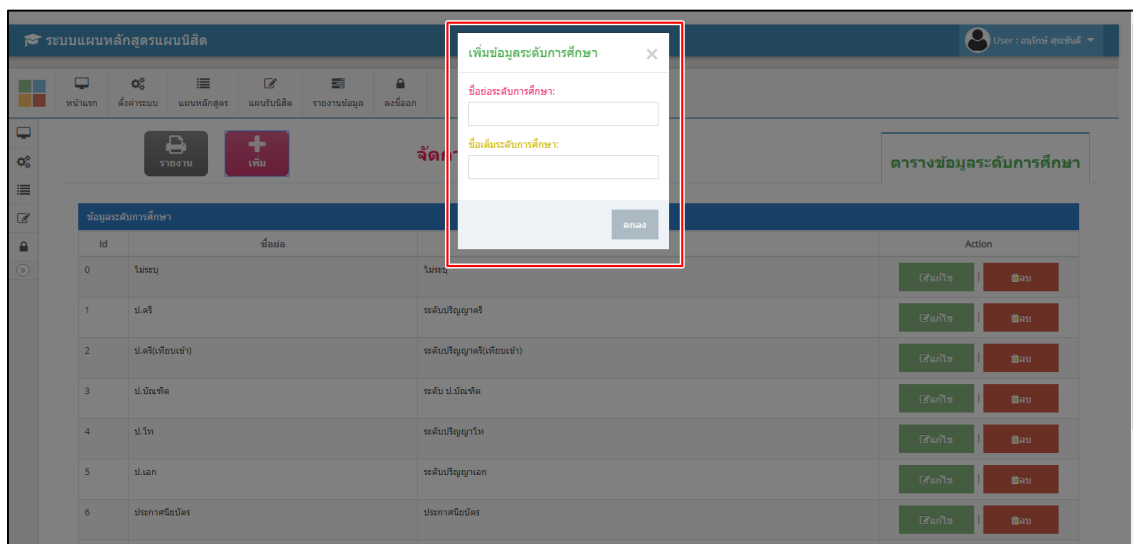 ระบบแผนหลักสูตรแผนนิสิต
User : อนุรักษ์ สุระขันตี
หน้าแรก ตั้งค่าระบบ แผนหลักสูตร แผนรับนิสิต รายงานข้อมูล ลงชื่อออก
เพิ่มข้อมูลระดับการศึกษา ×
ชื่อย่อระดับการศึกษา:
ชื่อเต็มระดับการศึกษา:
ตกลง
รายงาน เพิ่ม
ตารางข้อมูลระดับการศึกษา
ข้อมูลระดับการศึกษา
Id ชื่อย่อ Action
0 ไม่ระบุ ไม่ระบุ แก้ไข | ลบ
1 ป.ตรี ระดับปริญญาตรี แก้ไข | ลบ
2 ป.ตรี(เทียบเข้า) ระดับปริญญาตรี(เทียบเข้า) แก้ไข | ลบ
3 ป.บัณฑิต ระดับ ป.บัณฑิต แก้ไข | ลบ
4 ป.โท ระดับปริญญาโท แก้ไข | ลบ
5 ป.เอก ระดับปริญญาเอก แก้ไข | ลบ
6 ประกาศนียบัตร ประกาศนียบัตร แก้ไข | ลบ